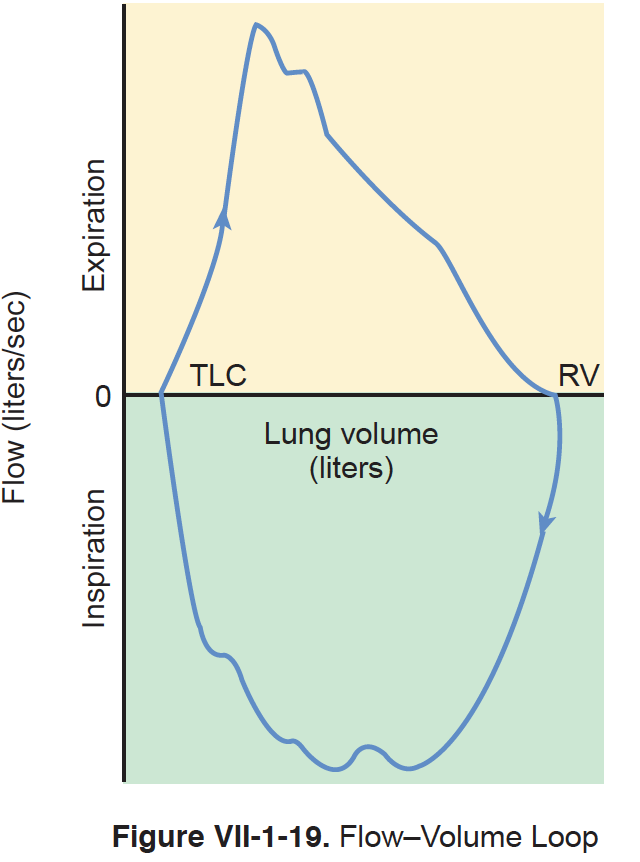 Expiration
TLC
RV
0
Flow (liters/sec)
Lung volume
(liters)
Inspiration
Figure VII-1-19. Flow–Volume Loop